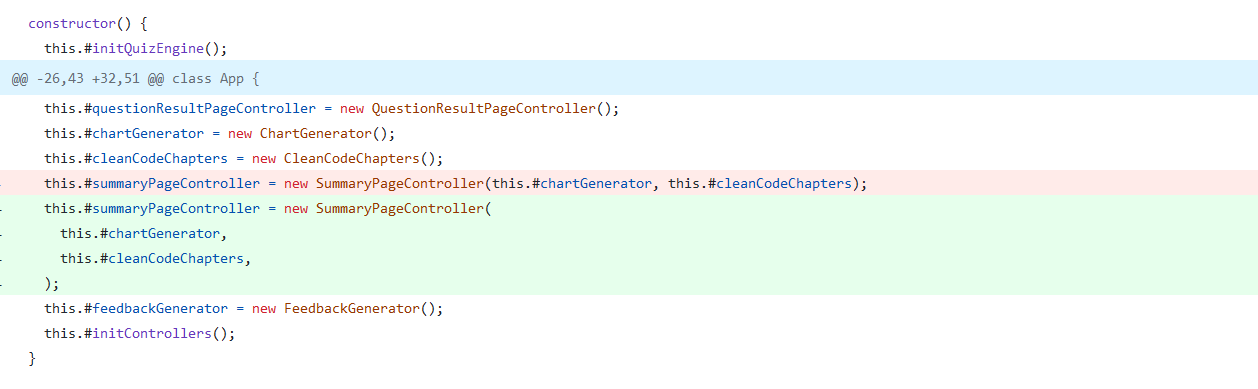 constructor() {
this.#initQuizEngine();
@@ -26,43 +32,51 @@ class App {
this.#questionResultPageController = new QuestionResultPageController();
this.#chartGenerator = new ChartGenerator();
this.#cleanCodeChapters = new CleanCodeChapters();
this.#summaryPageController = new SummaryPageController(this.#chartGenerator, this.#cleanCodeChapters);
this.#summaryPageController = new SummaryPageController(
this.#chartGenerator,
this.#cleanCodeChapters,
);
this.#feedbackGenerator = new FeedbackGenerator();
this.#initControllers();
}